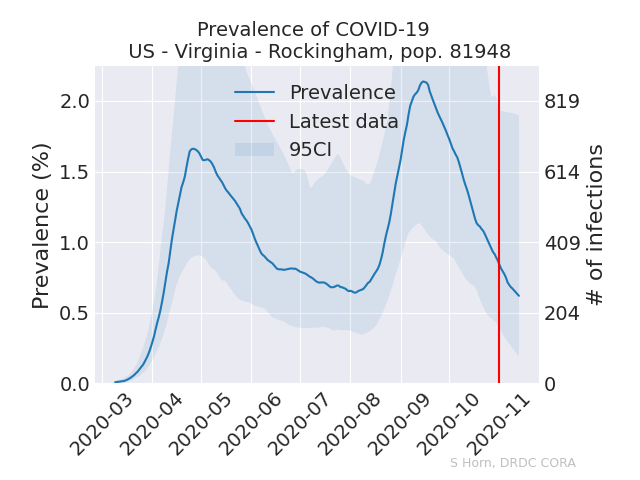 Prevalence of COVID-19
US - Virginia - Rockingham, pop. 81948
Prevalence
Latest data
95CI
Prevalence (%)
2.0
1.5
1.0
0.5
0.0
819
614
409
204
0
# of infections
2020-03
2020-04
2020-05
2020-06
2020-07
2020-08
2020-09
2020-10
2020-11
S Horn, DRDC CORA